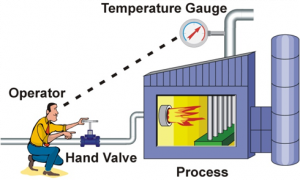 Temperature Gauge
Operator
Hand Valve
Process